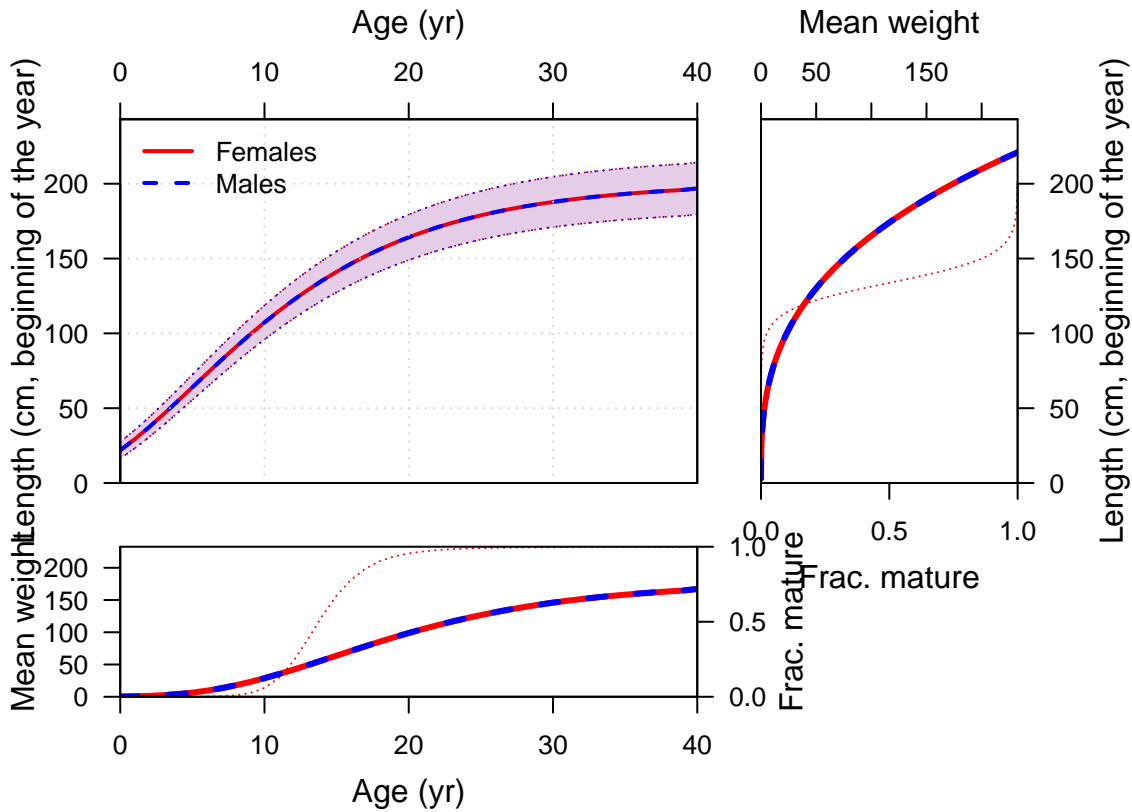 Age (yr)
0 10 20 30 40
Mean weight
0 50 150
Length (cm, beginning of the year)
200
150
100
50
0
Females
Males
200
150
100
50
0
Length (cm, beginning of the year)
0.0 0.5 1.0
Frac. mature
Mean weight
200
150
100
50
0
1.0
0.5
0.0
Frac. mature
0 10 20 30 40
Age (yr)